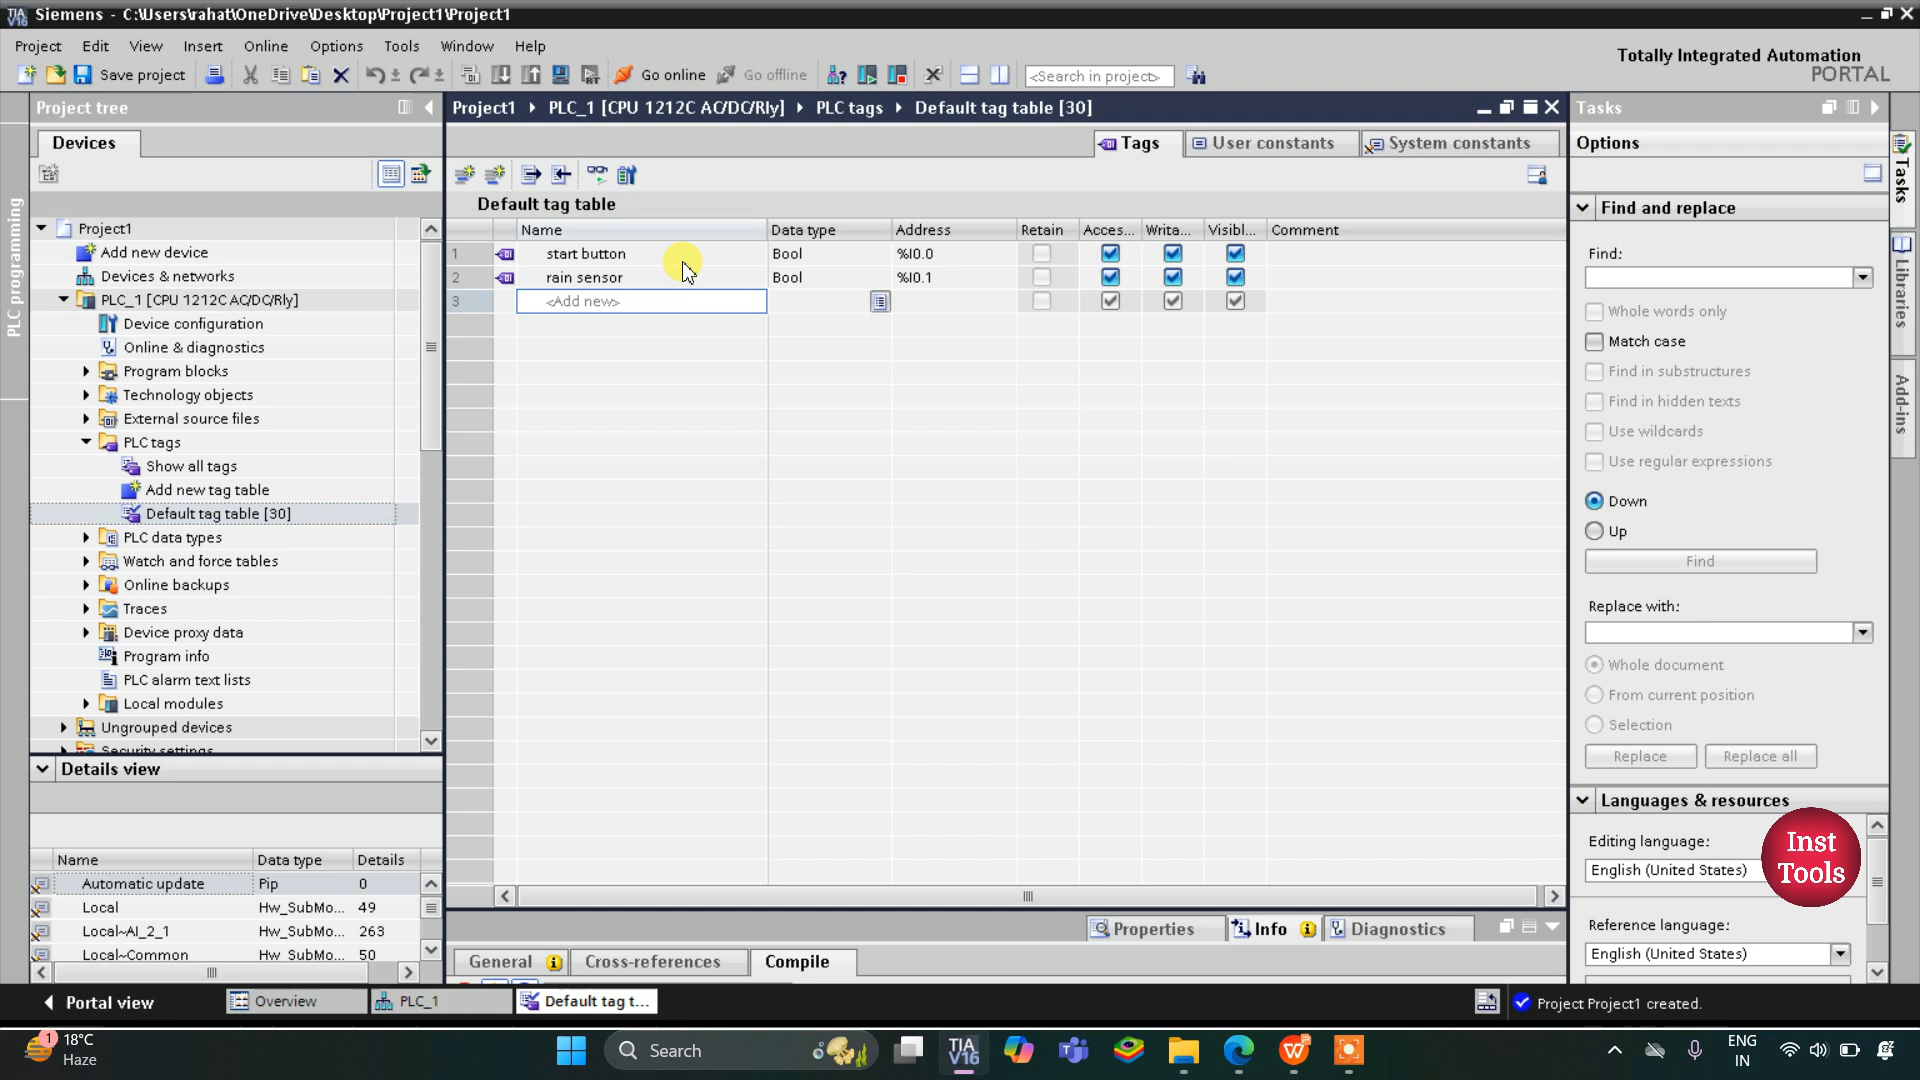 TIA V16 Siemens - C:\Users\rahat\OneDrive\Desktop\Project1\Project1
Project Edit View Insert Online Options Tools Window Help
Totally Integrated Automation
PORTAL
Save project
Go online
Go offline
<Search in project>
Project tree
Project1 PLC_1 [CPU 1212C AC/DC/Rly] PLC tags Default tag table [30]
Tasks
Devices
Tags
User constants
System constants
Options
PLC programming
Tasks
Libraries
Add-ins
Project1
Add new device
Devices & networks
PLC_1 [CPU 1212C AC/DC/Rly]
Device configuration
Online & diagnostics
Program blocks
Technology objects
External source files
PLC tags
Show all tags
Add new tag table
Default tag table [30]
PLC data types
Watch and force tables
Online backups
Traces
Device proxy data
Program info
PLC alarm text lists
Local modules
Ungrouped devices
Security settings
Default tag table
Name Data type Address Retain Acces... Writa... Visibl... Comment
1 start button Bool %I0.0
2 rain sensor Bool %I0.1
3 <Add new>
Find and replace
Find:
Whole words only
Match case
Find in substructures
Find in hidden texts
Use wildcards
Use regular expressions
Down
Up
Find
Replace with:
Whole document
From current position
Selection
Replace Replace all
Languages & resources
Editing language:
English (United States)
Reference language:
English (United States)
Inst
Tools
Details view
Name Data type Details
Automatic update Pip 0
Local Hw_SubMo... 49
Local~AI_2_1 Hw_SubMo... 263
Local~Common Hw_SubMo... 50
Properties
Info
Diagnostics
General
Cross-references
Compile
Portal view
Overview
PLC_1
Default tag t...
Project Project1 created.
1
18°C
Haze
Search
TIA
V16
ENG
IN